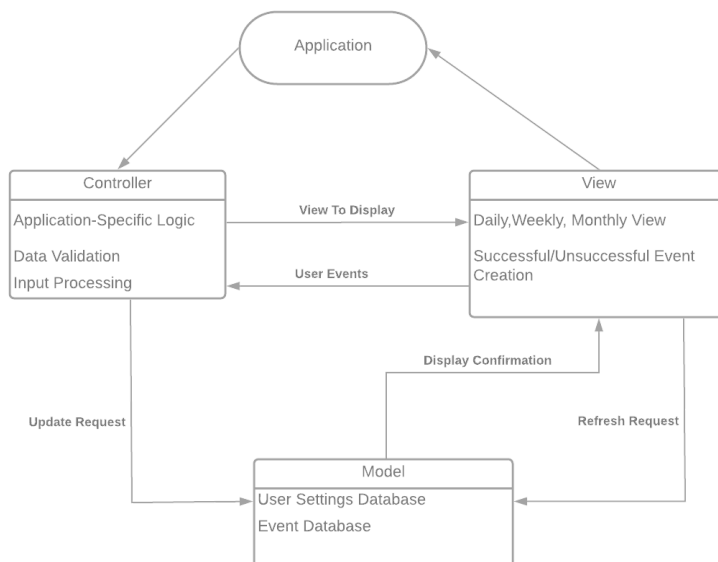 Application
Controller
Application-Specific Logic
Data Validation
Input Processing
View To Display
User Events
View
Daily,Weekly, Monthly View
Successful/Unsuccessful Event
Creation
Display Confirmation
Update Request
Refresh Request
Model
User Settings Database
Event Database